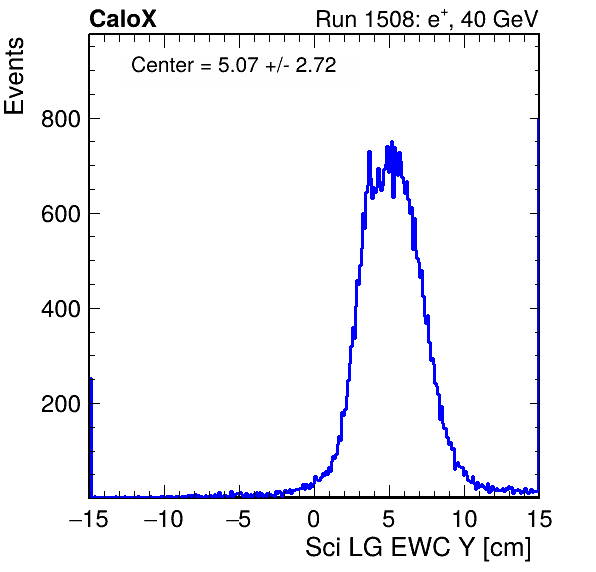 CaloX Run 1508: e⁺, 40 GeV
Events
Center = 5.07 +/- 2.72
800
600
400
200
−15 −10 −5 0 5 10 15
Sci LG EWC Y [cm]